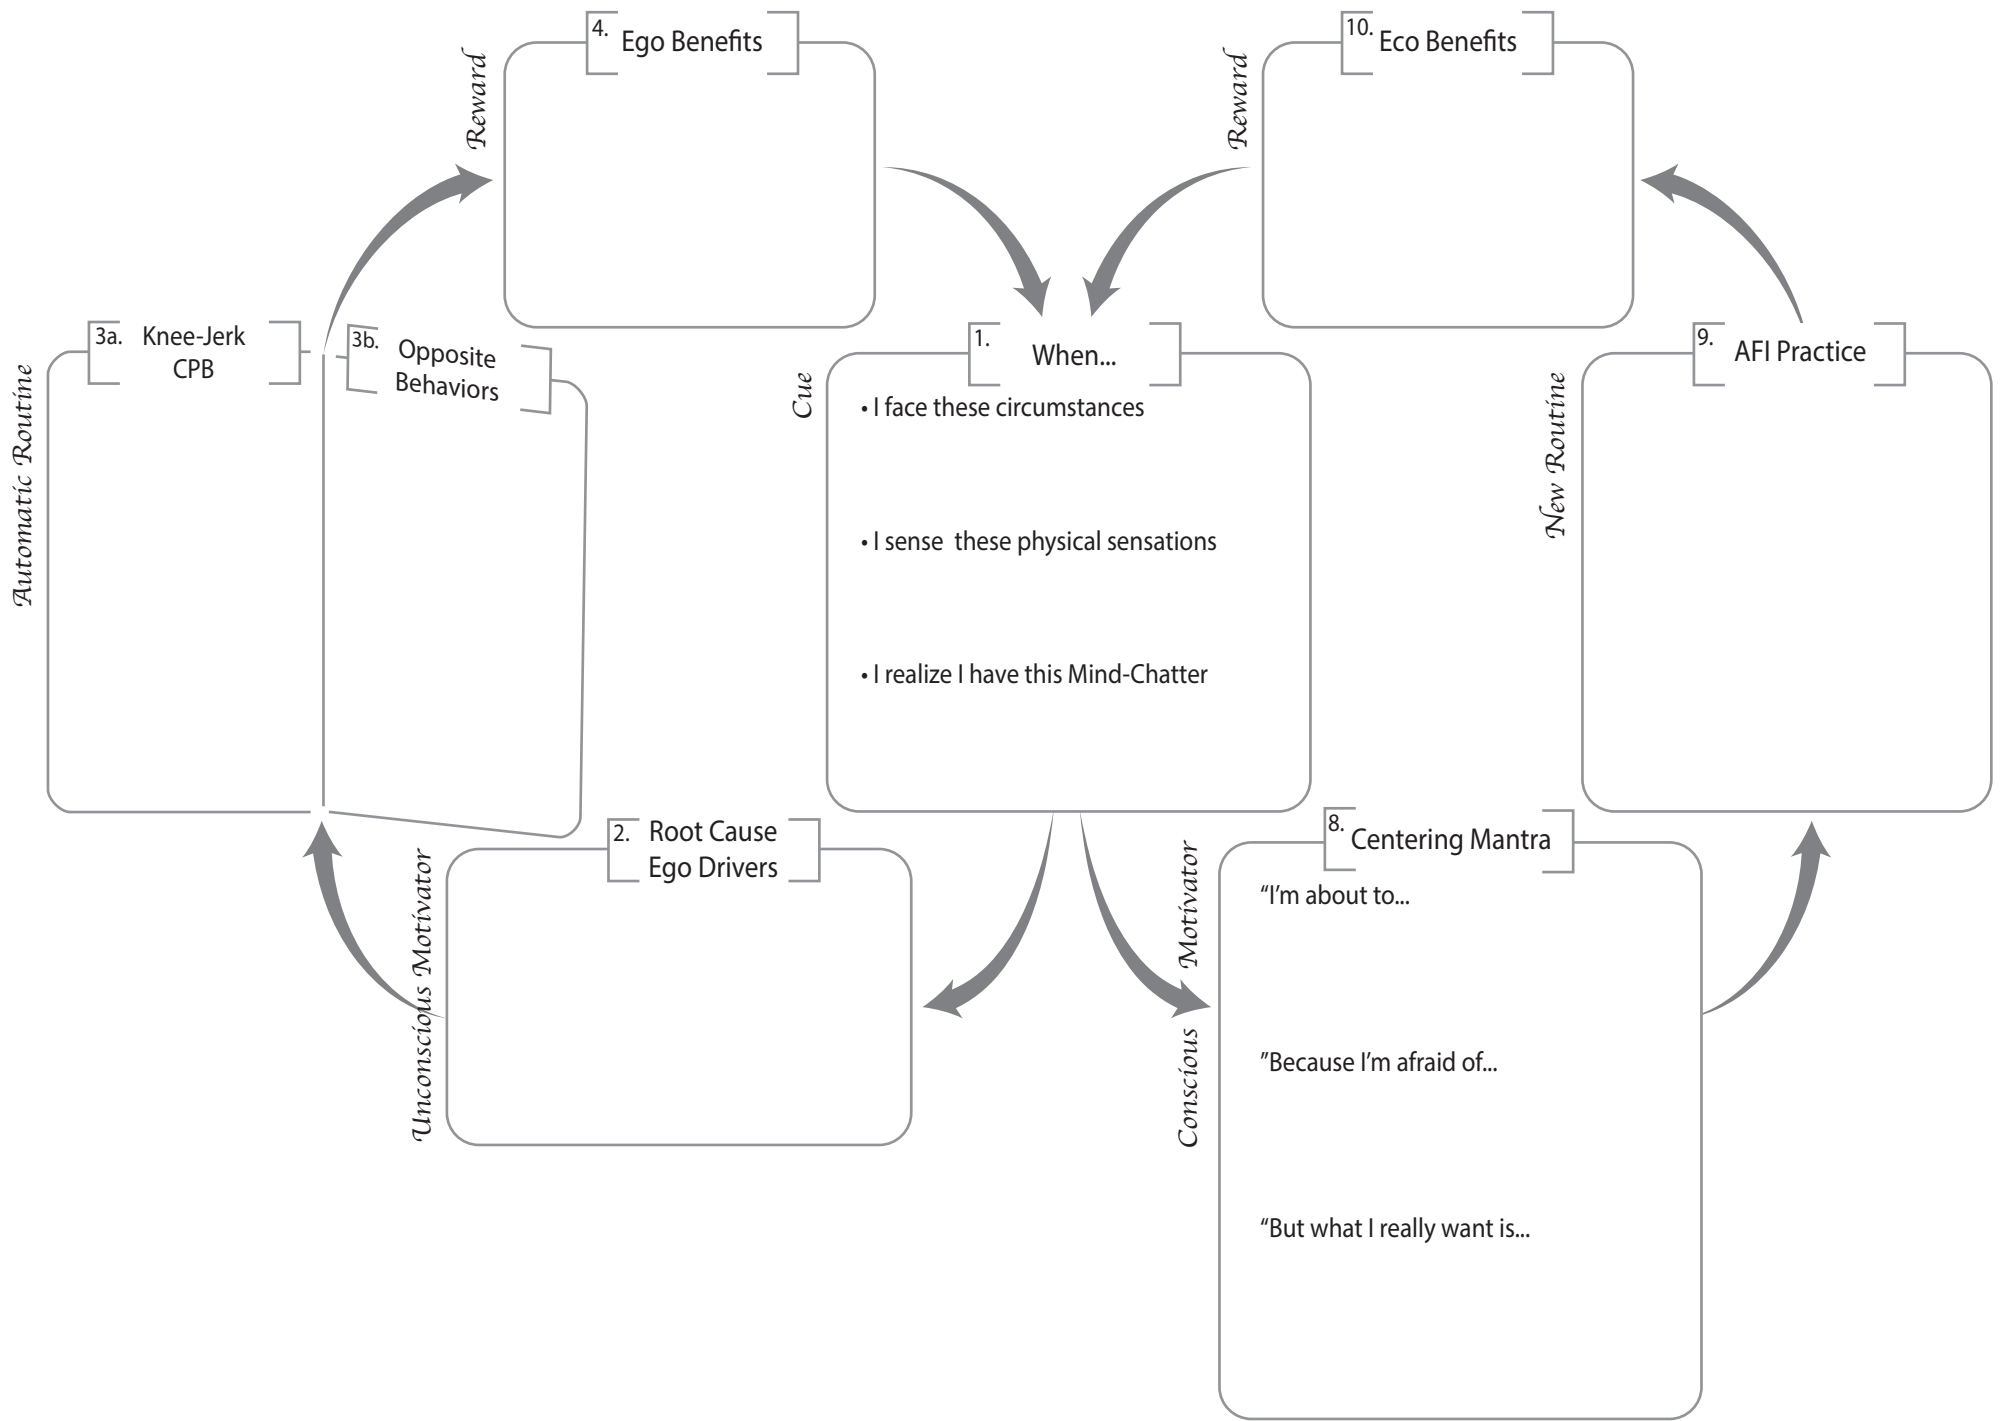 4.
Ego Benefits
Reward
10.
Eco Benefits
Reward
3a.
Knee-Jerk
CPB
3b.
Opposite
Behaviors
Automatic Routine
1.
When...
Cue
• I face these circumstances
• I sense  these physical sensations
• I realize I have this Mind-Chatter
9.
AFI Practice
New Routine
2.
Root Cause
Ego Drivers
Unconscious Motivator
8.
Centering Mantra
Conscious Motivator
“I'm about to...
”Because I'm afraid of...
“But what I really want is...